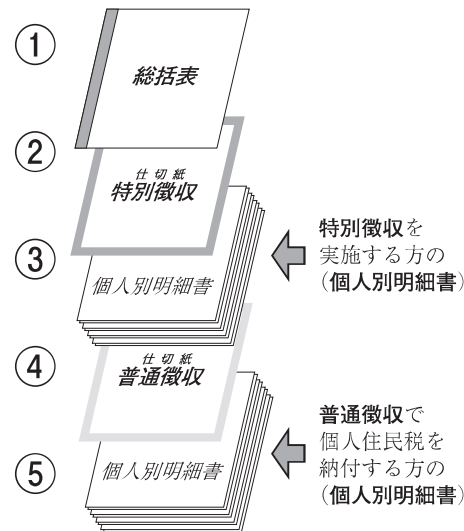 ①
総括表
②
仕切紙
特別徴収
③
個人別明細書
特別徴収を
実施する方の
（個人別明細書）
④
仕切紙
普通徴収
⑤
個人別明細書
普通徴収で
個人住民税を
納付する方の
（個人別明細書）